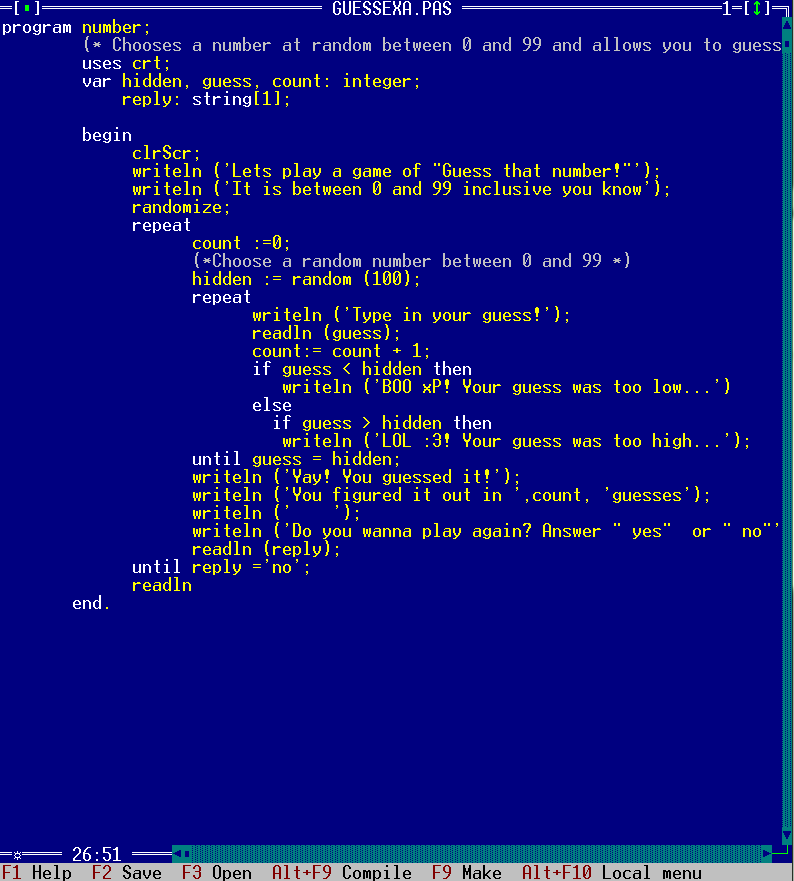 GUESSEXA.PAS 1
program number;
(* Chooses a number at random between 0 and 99 and allows you to guess
uses crt;
var hidden, guess, count: integer;
reply: string[1];
begin
clrScr;
writeln ('Lets play a game of "Guess that number!"');
writeln ('It is between 0 and 99 inclusive you know');
randomize;
repeat
count :=0;
(*Choose a random number between 0 and 99 *)
hidden := random (100);
repeat
writeln ('Type in your guess!');
readln (guess);
count:= count + 1;
if guess < hidden then
writeln ('BOO xP! Your guess was too low...')
else
if guess > hidden then
writeln ('LOL :3! Your guess was too high...');
until guess = hidden;
writeln ('Yay! You guessed it!');
writeln ('You figured it out in ',count, 'guesses');
writeln ('    ');
writeln ('Do you wanna play again? Answer " yes"  or " no"'
readln (reply);
until reply ='no';
readln
end.
26:51
F1 Help F2 Save F3 Open Alt+F9 Compile F9 Make Alt+F10 Local menu